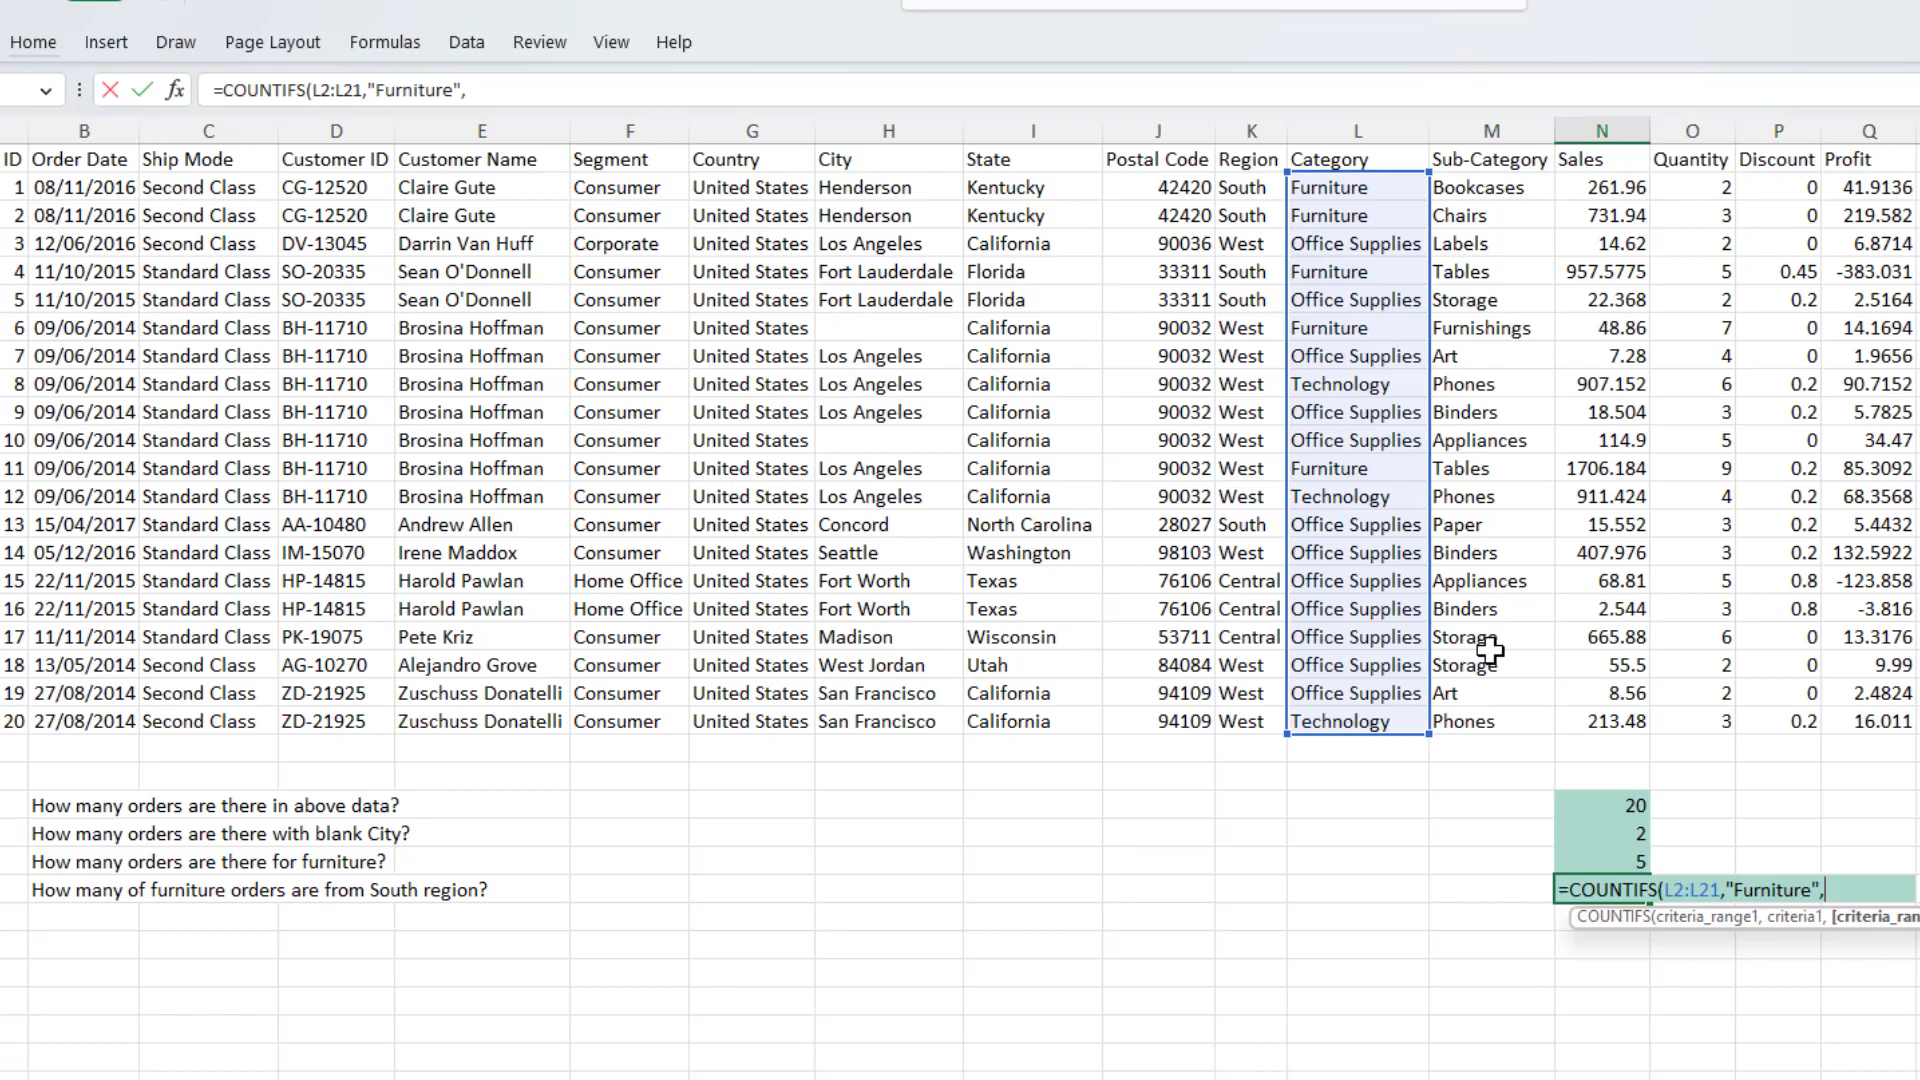 Home Insert Draw Page Layout Formulas Data Review View Help
fx =COUNTIFS(L2:L21,"Furniture",
B C D E F G H I J K L M N O P Q
ID Order Date Ship Mode Customer ID Customer Name Segment Country City State Postal Code Region Category Sub-Category Sales Quantity Discount Profit
1 08/11/2016 Second Class CG-12520 Claire Gute Consumer United States Henderson Kentucky 42420 South Furniture Bookcases 261.96 2 0 41.9136
2 08/11/2016 Second Class CG-12520 Claire Gute Consumer United States Henderson Kentucky 42420 South Furniture Chairs 731.94 3 0 219.582
3 12/06/2016 Second Class DV-13045 Darrin Van Huff Corporate United States Los Angeles California 90036 West Office Supplies Labels 14.62 2 0 6.8714
4 11/10/2015 Standard Class SO-20335 Sean O'Donnell Consumer United States Fort Lauderdale Florida 33311 South Furniture Tables 957.5775 5 0.45 -383.031
5 11/10/2015 Standard Class SO-20335 Sean O'Donnell Consumer United States Fort Lauderdale Florida 33311 South Office Supplies Storage 22.368 2 0.2 2.5164
6 09/06/2014 Standard Class BH-11710 Brosina Hoffman Consumer United States California 90032 West Furniture Furnishings 48.86 7 0 14.1694
7 09/06/2014 Standard Class BH-11710 Brosina Hoffman Consumer United States Los Angeles California 90032 West Office Supplies Art 7.28 4 0 1.9656
8 09/06/2014 Standard Class BH-11710 Brosina Hoffman Consumer United States Los Angeles California 90032 West Technology Phones 907.152 6 0.2 90.7152
9 09/06/2014 Standard Class BH-11710 Brosina Hoffman Consumer United States Los Angeles California 90032 West Office Supplies Binders 18.504 3 0.2 5.7825
10 09/06/2014 Standard Class BH-11710 Brosina Hoffman Consumer United States California 90032 West Office Supplies Appliances 114.9 5 0 34.47
11 09/06/2014 Standard Class BH-11710 Brosina Hoffman Consumer United States Los Angeles California 90032 West Furniture Tables 1706.184 9 0.2 85.3092
12 09/06/2014 Standard Class BH-11710 Brosina Hoffman Consumer United States Los Angeles California 90032 West Technology Phones 911.424 4 0.2 68.3568
13 15/04/2017 Standard Class AA-10480 Andrew Allen Consumer United States Concord North Carolina 28027 South Office Supplies Paper 15.552 3 0.2 5.4432
14 05/12/2016 Standard Class IM-15070 Irene Maddox Consumer United States Seattle Washington 98103 West Office Supplies Binders 407.976 3 0.2 132.5922
15 22/11/2015 Standard Class HP-14815 Harold Pawlan Home Office United States Fort Worth Texas 76106 Central Office Supplies Appliances 68.81 5 0.8 -123.858
16 22/11/2015 Standard Class HP-14815 Harold Pawlan Home Office United States Fort Worth Texas 76106 Central Office Supplies Binders 2.544 3 0.8 -3.816
17 11/11/2014 Standard Class PK-19075 Pete Kriz Consumer United States Madison Wisconsin 53711 Central Office Supplies Storage 665.88 6 0 13.3176
18 13/05/2014 Second Class AG-10270 Alejandro Grove Consumer United States West Jordan Utah 84084 West Office Supplies Storage 55.5 2 0 9.99
19 27/08/2014 Second Class ZD-21925 Zuschuss Donatelli Consumer United States San Francisco California 94109 West Office Supplies Art 8.56 2 0 2.4824
20 27/08/2014 Second Class ZD-21925 Zuschuss Donatelli Consumer United States San Francisco California 94109 West Technology Phones 213.48 3 0.2 16.011
How many orders are there in above data? 20
How many orders are there with blank City? 2
How many orders are there for furniture? 5
How many of furniture orders are from South region? =COUNTIFS(L2:L21,"Furniture",
COUNTIFS(criteria_range1, criteria1, [criteria_ran